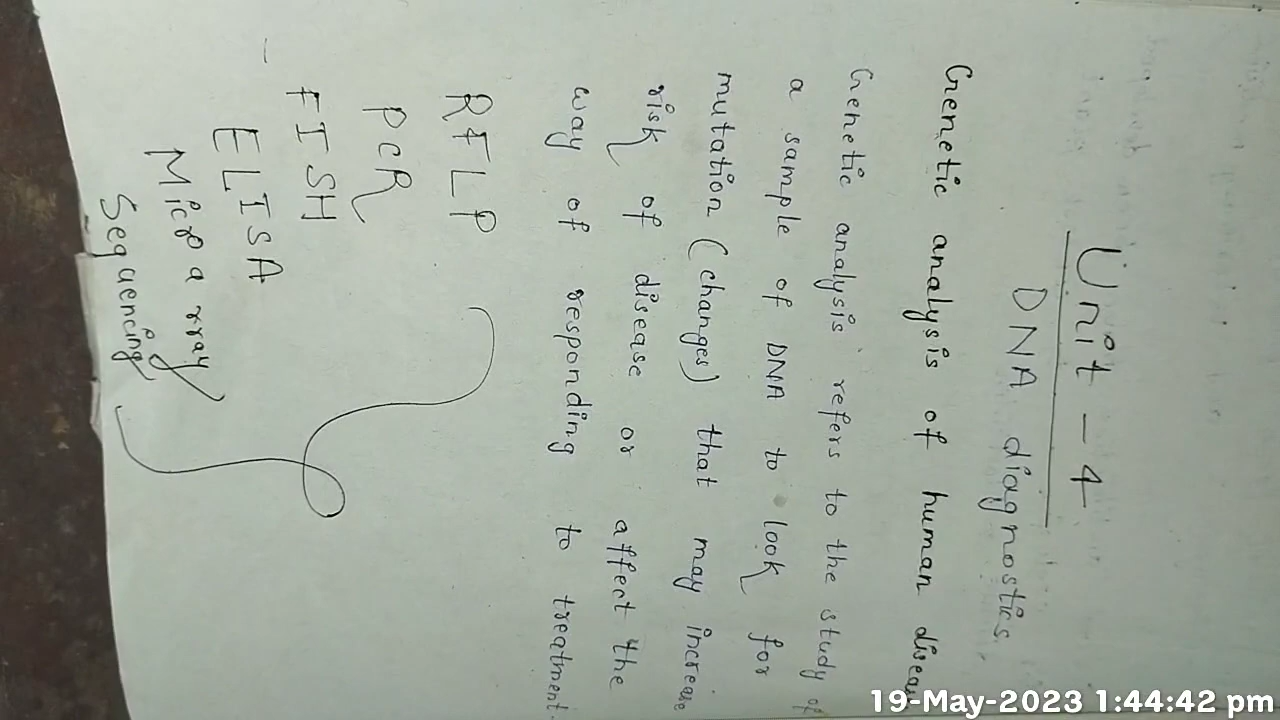 Unit - 4
DNA diagnostics.
Genetic analysis of human diseas
Genetic analysis refers to the study of
a sample of DNA to look for
mutation (changes) that may increase
risk of disease or affect the
way of responding to treatment.
RFLP
PCR
- FISH
ELISA
Micro array
Sequencing
19-May-2023 1:44:42 pm